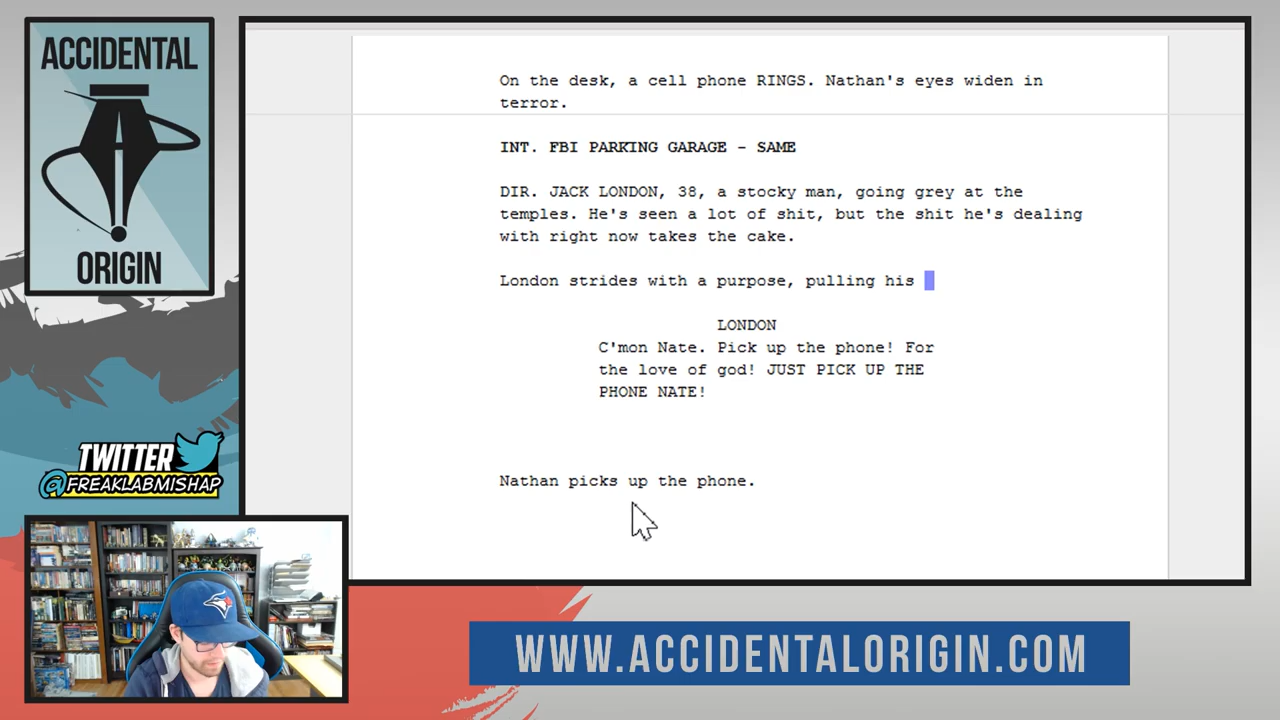 ACCIDENTAL
ORIGIN
On the desk, a cell phone RINGS. Nathan's eyes widen in
terror.
INT. FBI PARKING GARAGE - SAME
DIR. JACK LONDON, 38, a stocky man, going grey at the
temples. He's seen a lot of shit, but the shit he's dealing
with right now takes the cake.
London strides with a purpose, pulling his
LONDON
C'mon Nate. Pick up the phone! For
the love of god! JUST PICK UP THE
PHONE NATE!
Nathan picks up the phone.
TWITTER
@FREAKLABMISHAP
WWW.ACCIDENTALORIGIN.COM